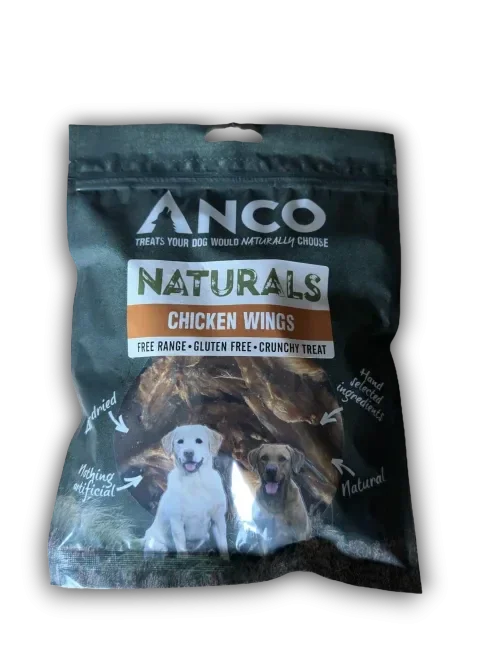 ANCO
TREATS YOUR DOG WOULD NATURALLY CHOOSE
NATURALS
CHICKEN WINGS
FREE RANGE • GLUTEN FREE • CRUNCHY TREAT
Hand
selected
ingredients
dried
Nothing
artificial
Natural